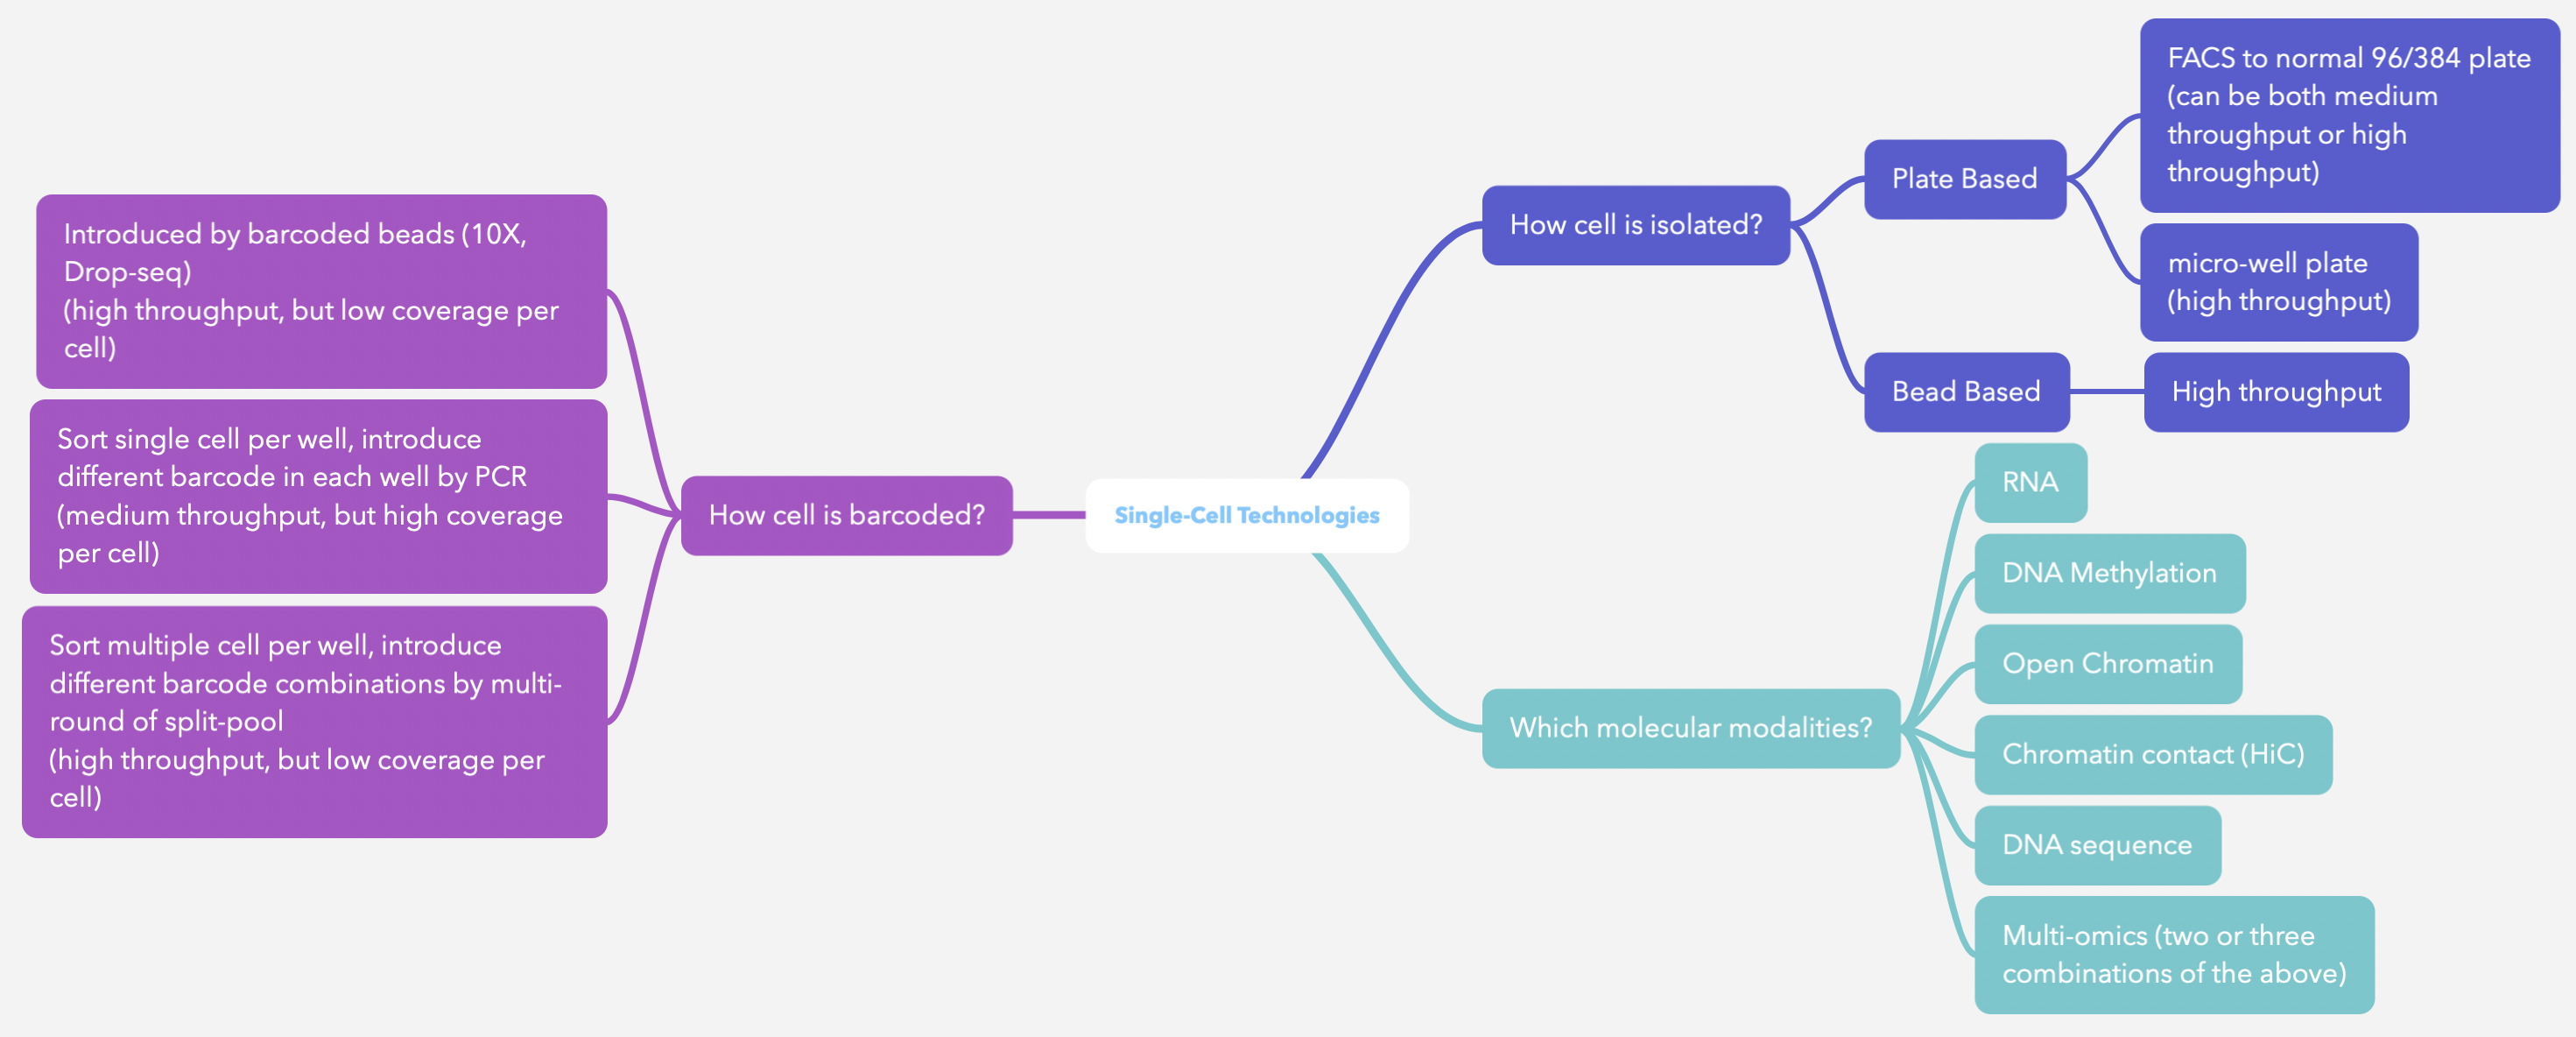 Introduced by barcoded beads (10X,
Drop-seq)
(high throughput, but low coverage per
cell)
Sort single cell per well, introduce
different barcode in each well by PCR
(medium throughput, but high coverage
per cell)
Sort multiple cell per well, introduce
different barcode combinations by multi-
round of split-pool
(high throughput, but low coverage per
cell)
How cell is barcoded?
Single-Cell Technologies
How cell is isolated?
Plate Based
FACS to normal 96/384 plate
(can be both medium
throughput or high
throughput)
micro-well plate
(high throughput)
Bead Based
High throughput
Which molecular modalities?
RNA
DNA Methylation
Open Chromatin
Chromatin contact (HiC)
DNA sequence
Multi-omics (two or three
combinations of the above)